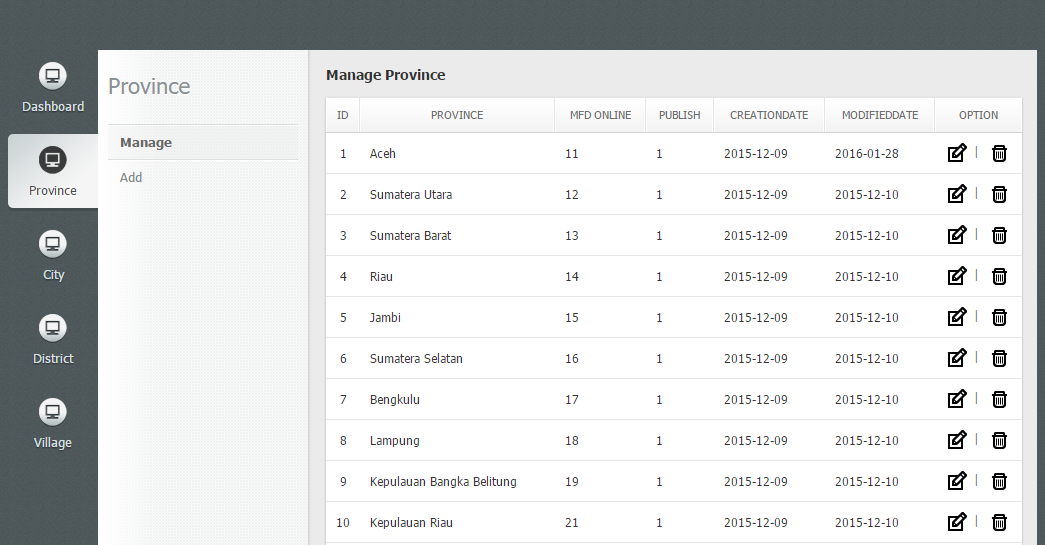 Dashboard
Province
City
District
Village
Province
Manage
Add
Manage Province
ID PROVINCE MFD ONLINE PUBLISH CREATIONDATE MODIFIEDDATE OPTION
1 Aceh 11 1 2015-12-09 2016-01-28 |
2 Sumatera Utara 12 1 2015-12-09 2015-12-10 |
3 Sumatera Barat 13 1 2015-12-09 2015-12-10 |
4 Riau 14 1 2015-12-09 2015-12-10 |
5 Jambi 15 1 2015-12-09 2015-12-10 |
6 Sumatera Selatan 16 1 2015-12-09 2015-12-10 |
7 Bengkulu 17 1 2015-12-09 2015-12-10 |
8 Lampung 18 1 2015-12-09 2015-12-10 |
9 Kepulauan Bangka Belitung 19 1 2015-12-09 2015-12-10 |
10 Kepulauan Riau 21 1 2015-12-09 2015-12-10 |